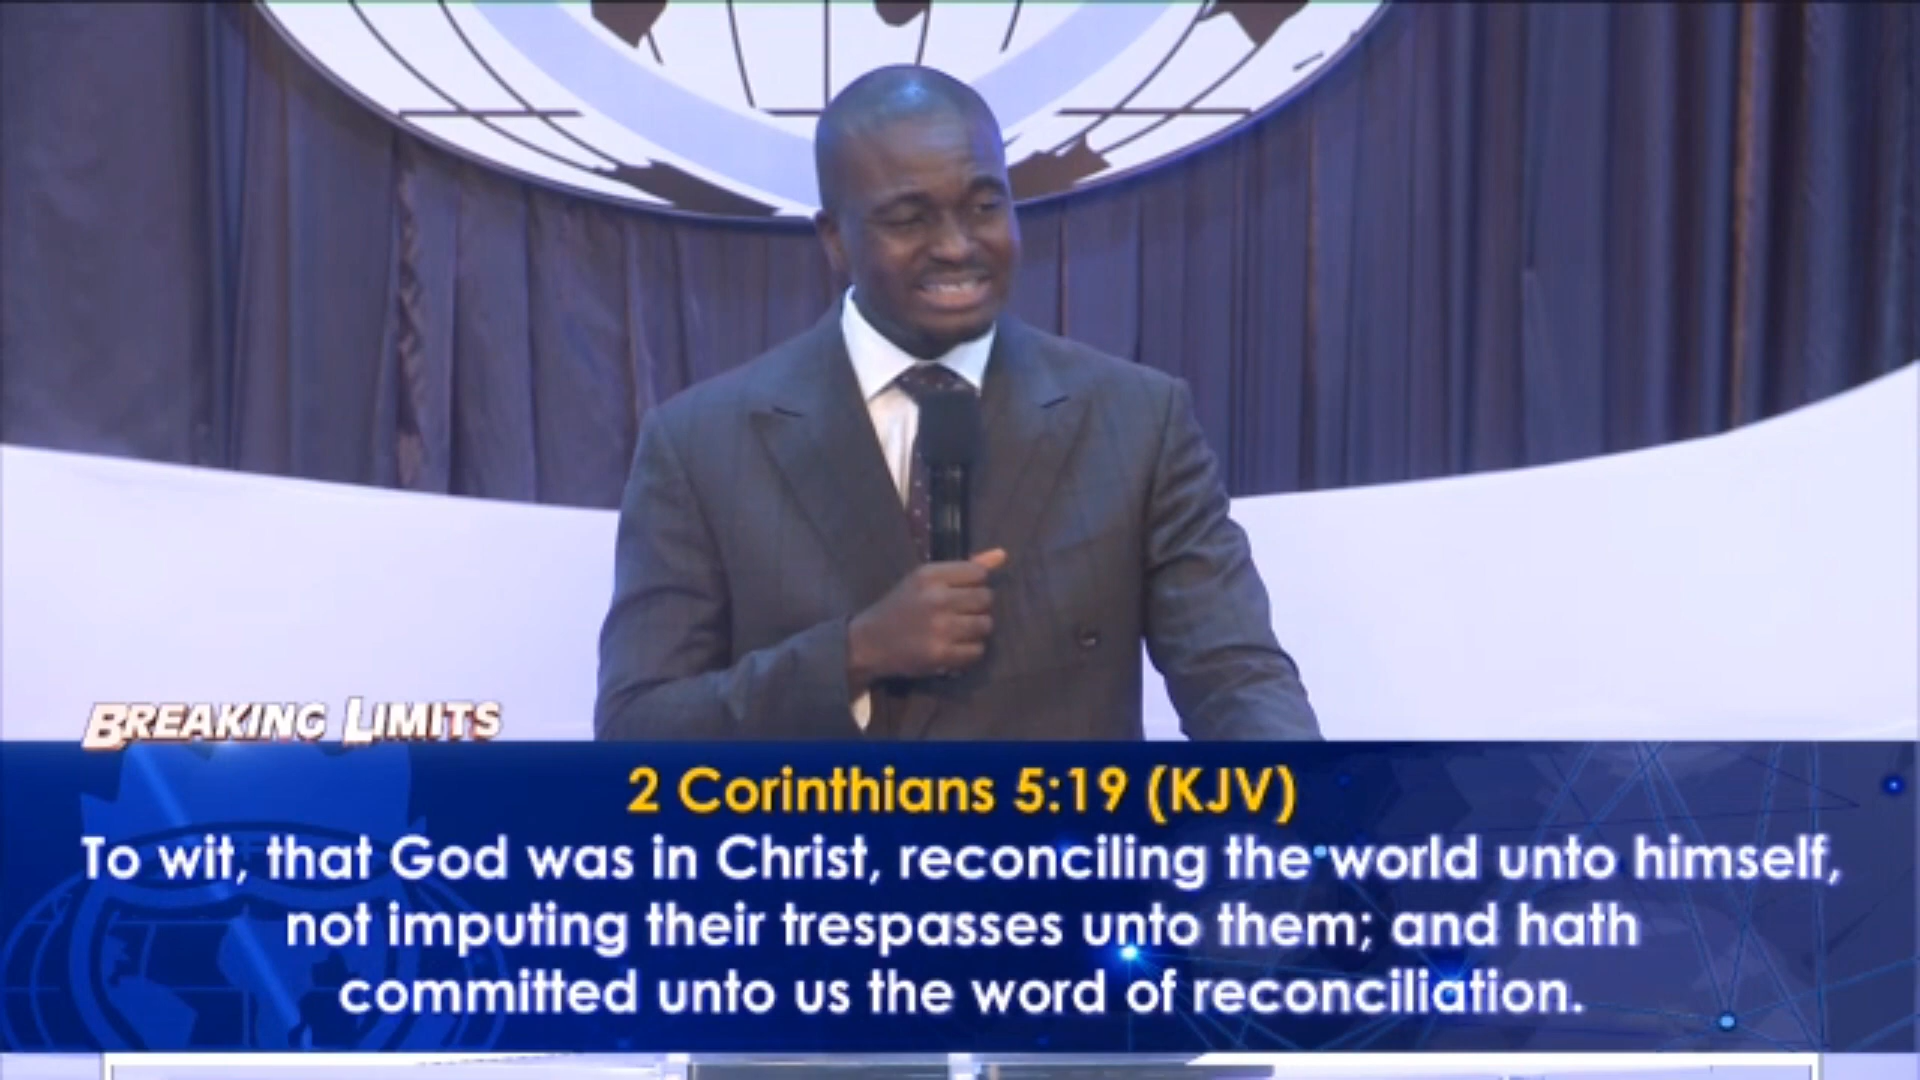 BREAKING LIMITS
2 Corinthians 5:19 (KJV)
To wit, that God was in Christ, reconciling the world unto himself,
not imputing their trespasses unto them; and hath
committed unto us the word of reconciliation.